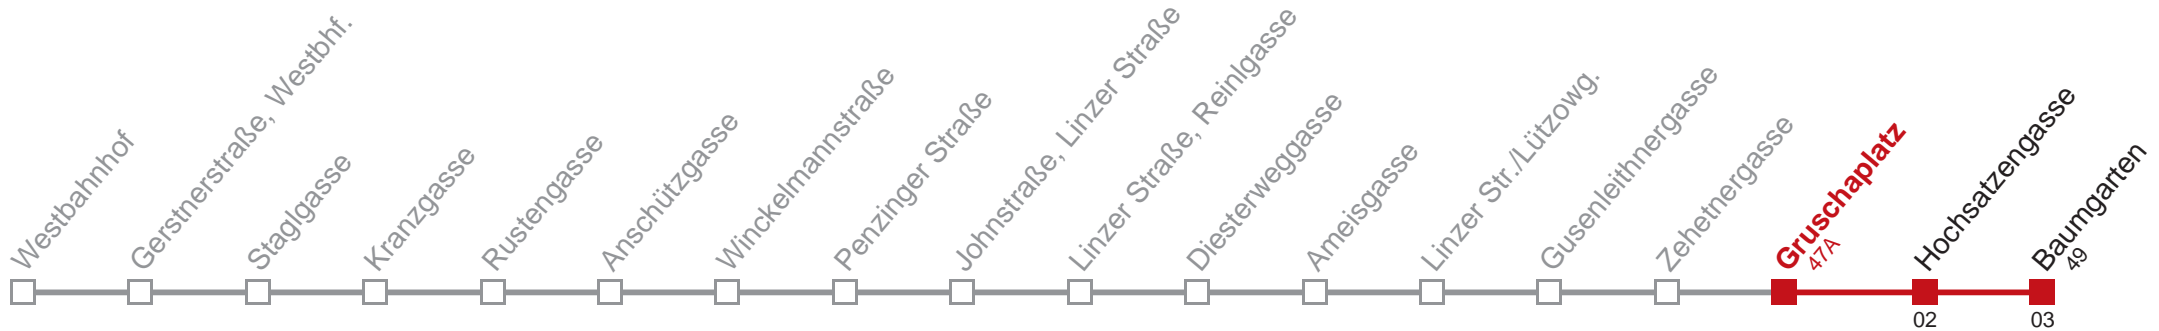 Westbahnhof
Gerstnerstraße, Westbhf.
Staglgasse
Kranzgasse
Rustengasse
Anschützgasse
Winckelmannstraße
Penzinger Straße
Johnstraße, Linzer Straße
Linzer Straße, Reinlgasse
Diesterweggasse
Ameisgasse
Linzer Str./Lützowg.
Gusenleithnergasse
Zehetnergasse
Gruschaplatz
47A
Hochsatzengasse
Baumgarten
49
02
03